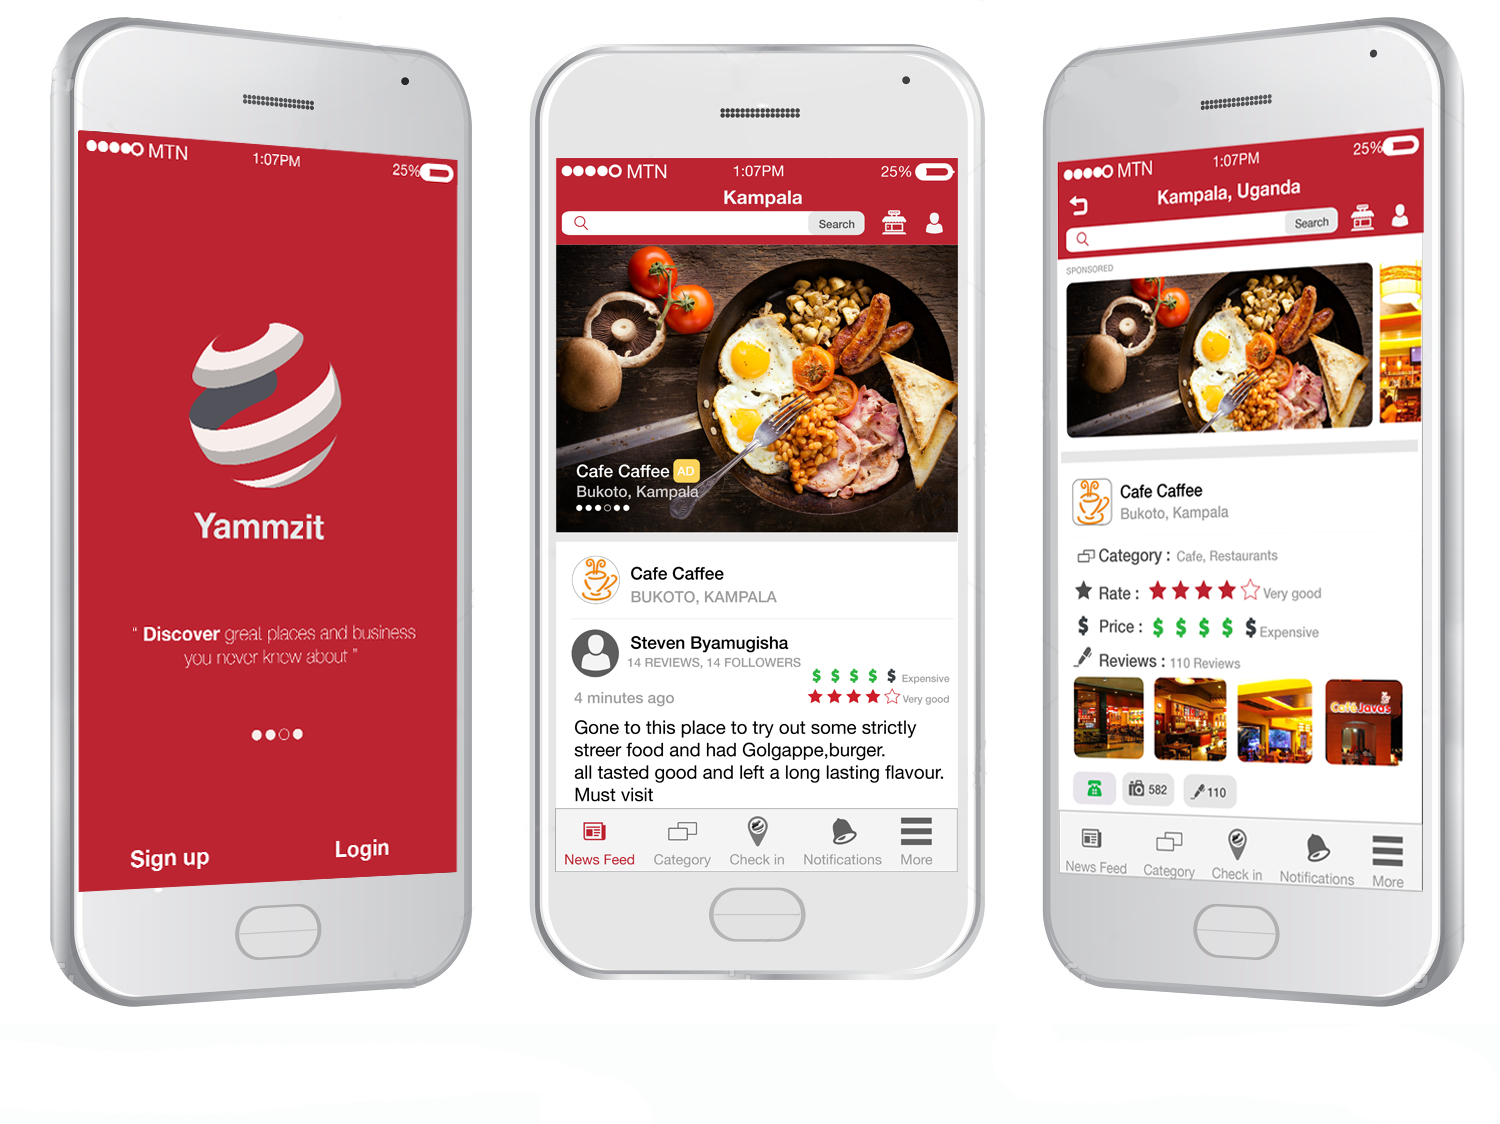 MTN 1:07PM 25%
Yammzit
“ Discover great places and business
you never knew about ”
Sign up Login
MTN 1:07PM 25%
Kampala
Search
Cafe Caffee AD
Bukoto, Kampala
Cafe Caffee
BUKOTO, KAMPALA
Steven Byamugisha
14 REVIEWS, 14 FOLLOWERS
$ $ $ $ $ Expensive
4 minutes ago
Very good
Gone to this place to try out some strictly
streer food and had Golgappe,burger.
all tasted good and left a long lasting flavour.
Must visit
News Feed Category Check in Notifications More
MTN 1:07PM 25%
Kampala, Uganda
Search
SPONSORED
Cafe Caffee
Bukoto, Kampala
Category : Cafe, Restaurants
Rate : Very good
$ Price : $ $ $ $ $ Expensive
Reviews : 110 Reviews
Café Javas
582 110
News Feed Category Check in Notifications More